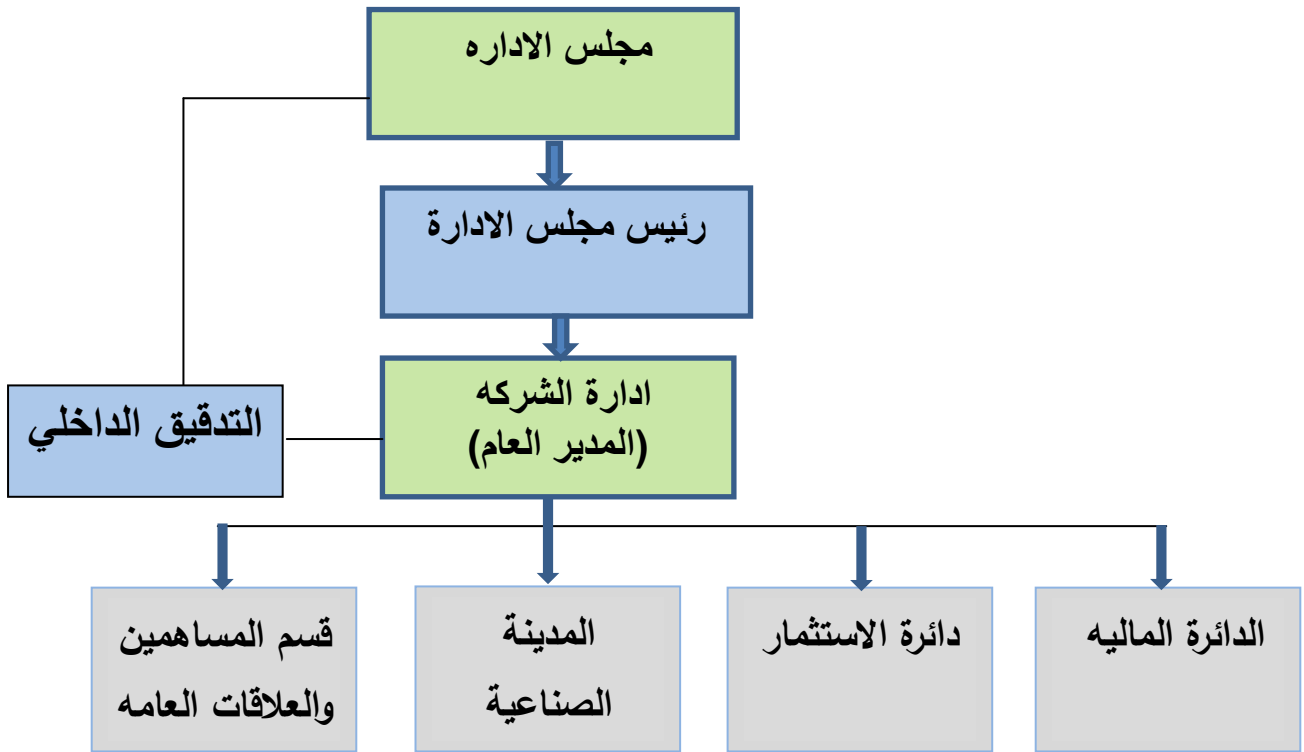 مجلس الاداره
رئيس مجلس الادارة
ادارة الشركه
(المدير العام)
التدقيق الداخلي
الدائرة الماليه
دائرة الاستثمار
المدينة
الصناعية
قسم المساهمين
والعلاقات العامه